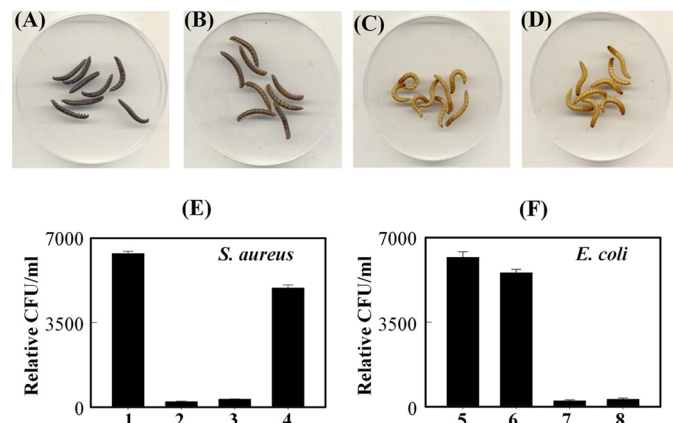 (A) (B) (C) (D)
(E) (F)
7000 S. aureus
3500
0
Relative CFU/ml
1 2 3 4
7000 E. coli
3500
0
Relative CFU/ml
5 6 7 8